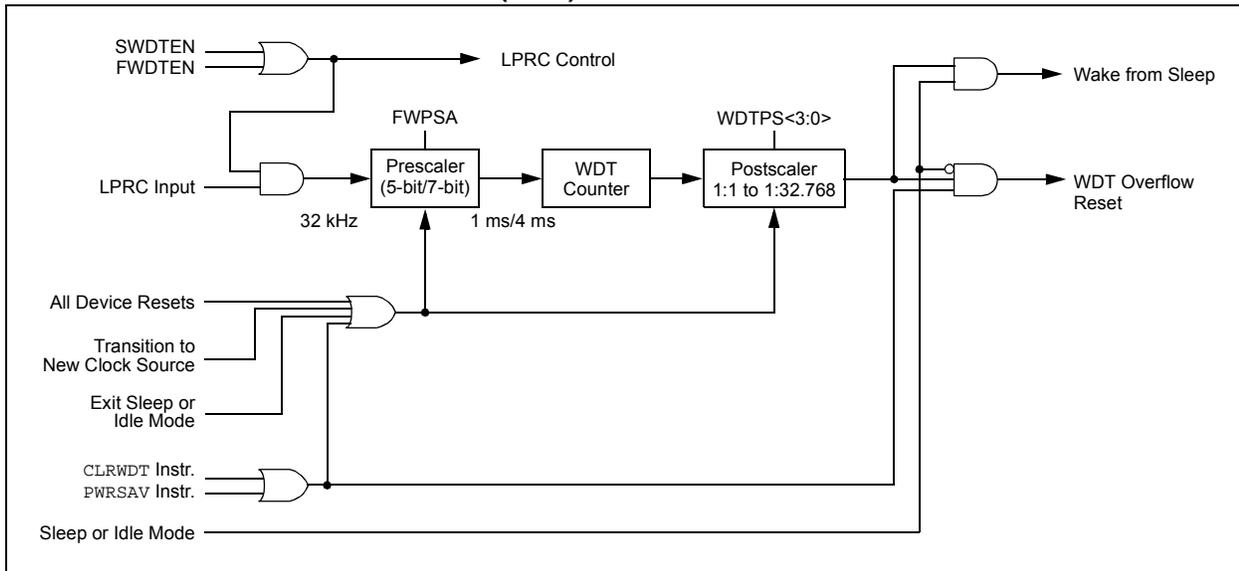 SWDTEN
FWDTEN
LPRC Control
Wake from Sleep
FWPSA
WDTPS<3:0>
LPRC Input
Prescaler
(5-bit/7-bit)
WDT
Counter
Postscaler
1:1 to 1:32.768
WDT Overflow
Reset
32 kHz
1 ms/4 ms
All Device Resets
Transition to
New Clock Source
Exit Sleep or
Idle Mode
CLRWDT Instr.
PWRSAV Instr.
Sleep or Idle Mode